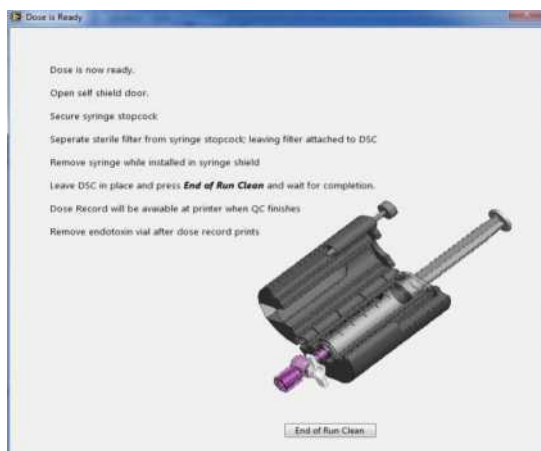 Dose is Ready
Dose is now ready.
Open self shield door.
Secure syringe stopcock
Seperate sterile filter from syringe stopcock; leaving filter attached to DSC
Remove syringe while installed in syringe shield
Leave DSC in place and press End of Run Clean and wait for completion.
Dose Record will be avaiable at printer when QC finishes
Remove endotoxin vial after dose record prints
End of Run Clean